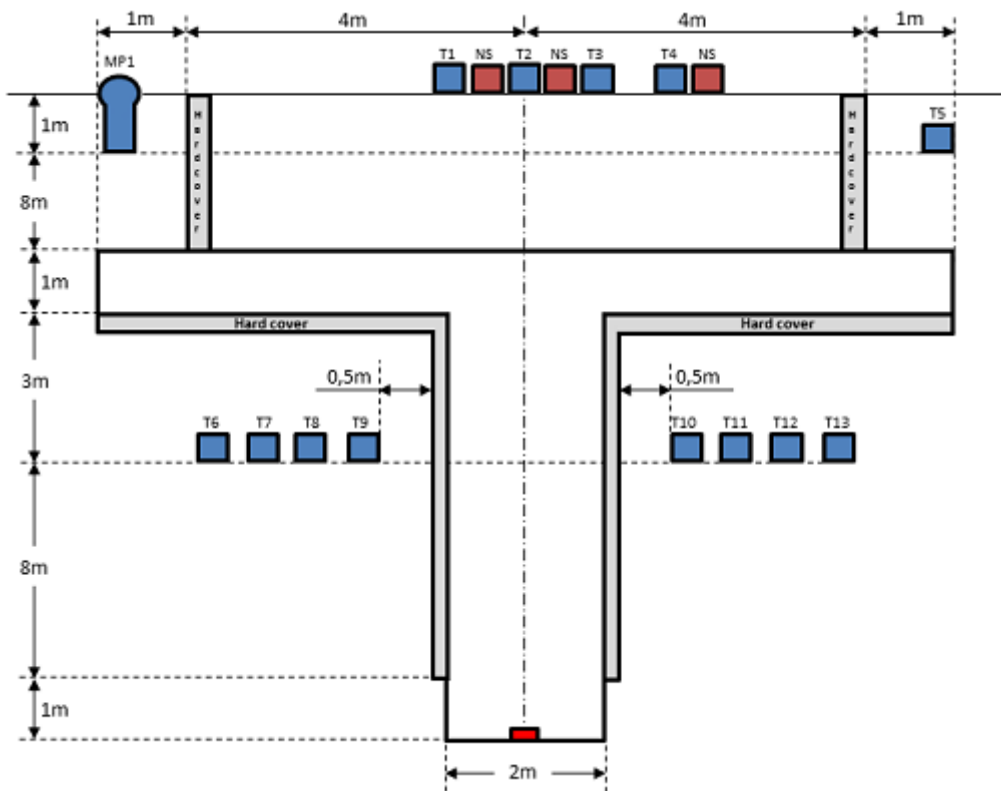 1m 4m 4m 1m
MP1 T1 NS T2 NS T3 T4 NS
1m Hardcover Hardcover T5
8m
1m
Hard cover Hard cover
3m 0,5m 0,5m
T6 T7 T8 T9 T10 T11 T12 T13
8m
1m
2m